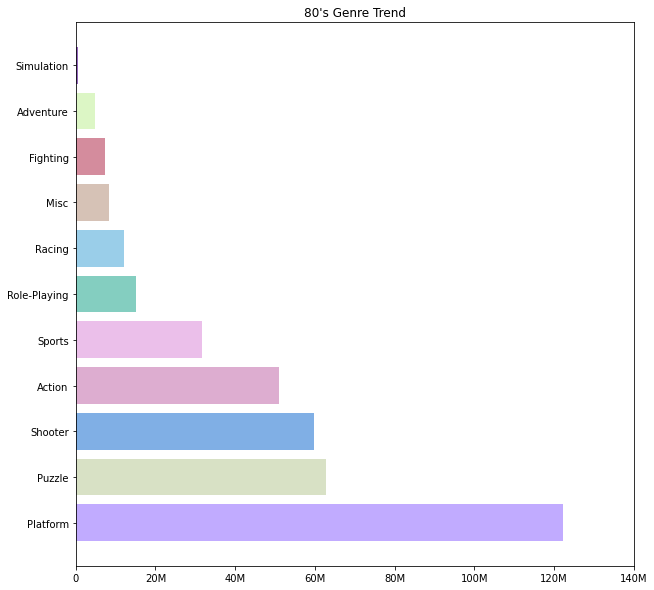 80's Genre Trend
Simulation
Adventure
Fighting
Misc
Racing
Role-Playing
Sports
Action
Shooter
Puzzle
Platform
0 20M 40M 60M 80M 100M 120M 140M